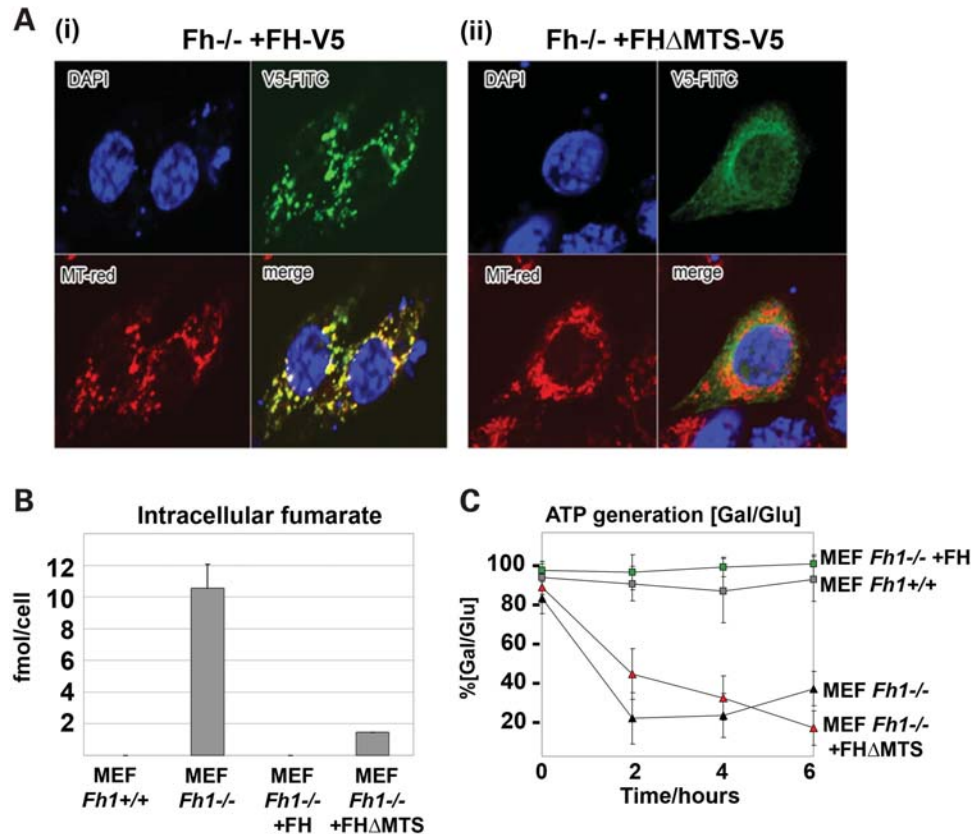 A
(i)
Fh-/- +FH-V5
(ii)
Fh-/- +FHΔMTS-V5
DAPI
V5-FITC
MT-red
merge
DAPI
V5-FITC
MT-red
merge
B
Intracellular fumarate
fmol/cell
12
10
8
6
4
2
MEF
Fh1+/+
MEF
Fh1-/-
MEF
Fh1-/-
+FH
MEF
Fh1-/-
+FHΔMTS
C
ATP generation [Gal/Glu]
%[Gal/Glu]
100
80
60
40
20
0
2
4
6
Time/hours
MEF Fh1-/- +FH
MEF Fh1+/+
MEF Fh1-/-
MEF Fh1-/-
+FHΔMTS